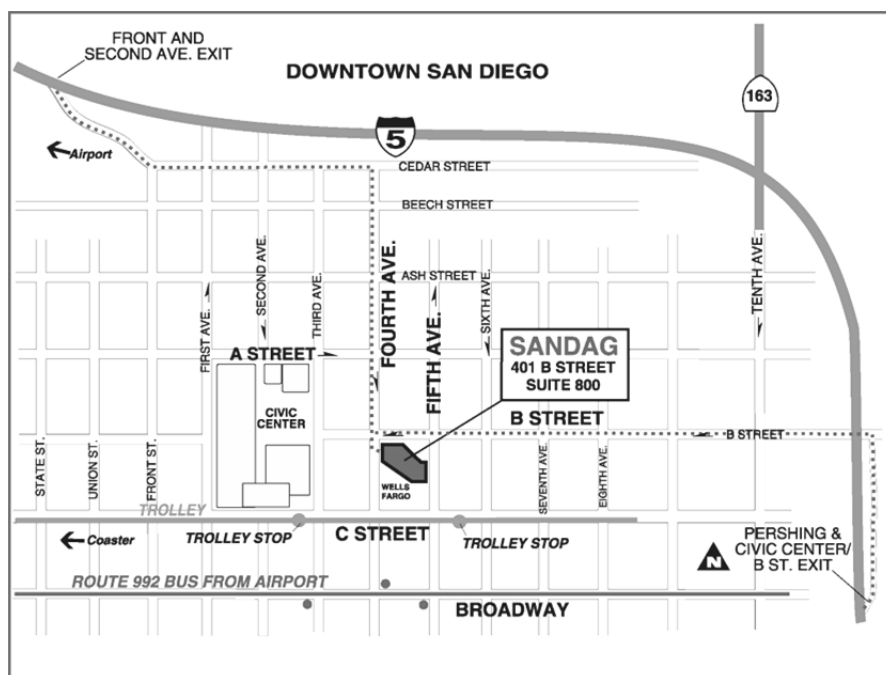 FRONT AND
SECOND AVE. EXIT
DOWNTOWN SAN DIEGO
163
5
Airport
CEDAR STREET
BEECH STREET
ASH STREET
FIRST AVE.
SECOND AVE.
THIRD AVE.
FOURTH AVE.
FIFTH AVE.
SIXTH AVE.
TENTH AVE.
A STREET
SANDAG
401 B STREET
SUITE 800
CIVIC
CENTER
B STREET
B STREET
STATE ST.
UNION ST.
FRONT ST.
WELLS
FARGO
SEVENTH AVE.
EIGHTH AVE.
TROLLEY
TROLLEY STOP
C STREET
TROLLEY STOP
Coaster
N
PERSHING &
CIVIC CENTER/
B ST. EXIT
ROUTE 992 BUS FROM AIRPORT
BROADWAY